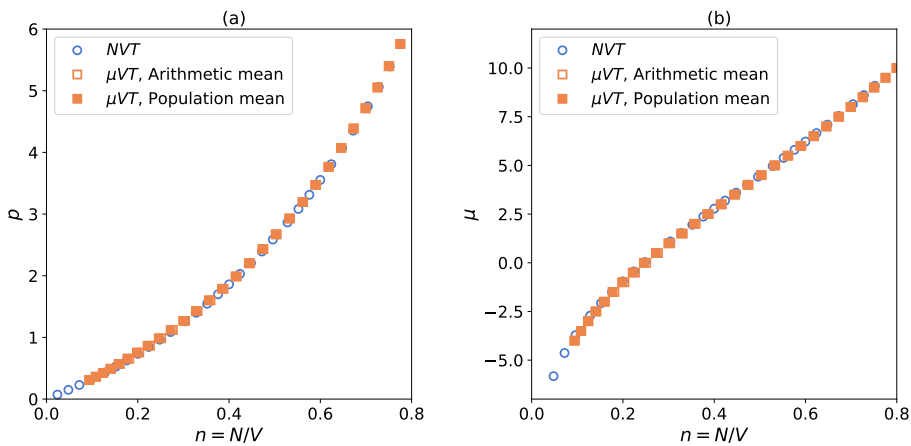 (a)
6
5
4
3
2
1
0
p
0.0 0.2 0.4 0.6 0.8
n = N/V
NVT
μVT, Arithmetic mean
μVT, Population mean
(b)
10.0
7.5
5.0
2.5
0.0
−2.5
−5.0
μ
0.0 0.2 0.4 0.6 0.8
n = N/V
NVT
μVT, Arithmetic mean
μVT, Population mean